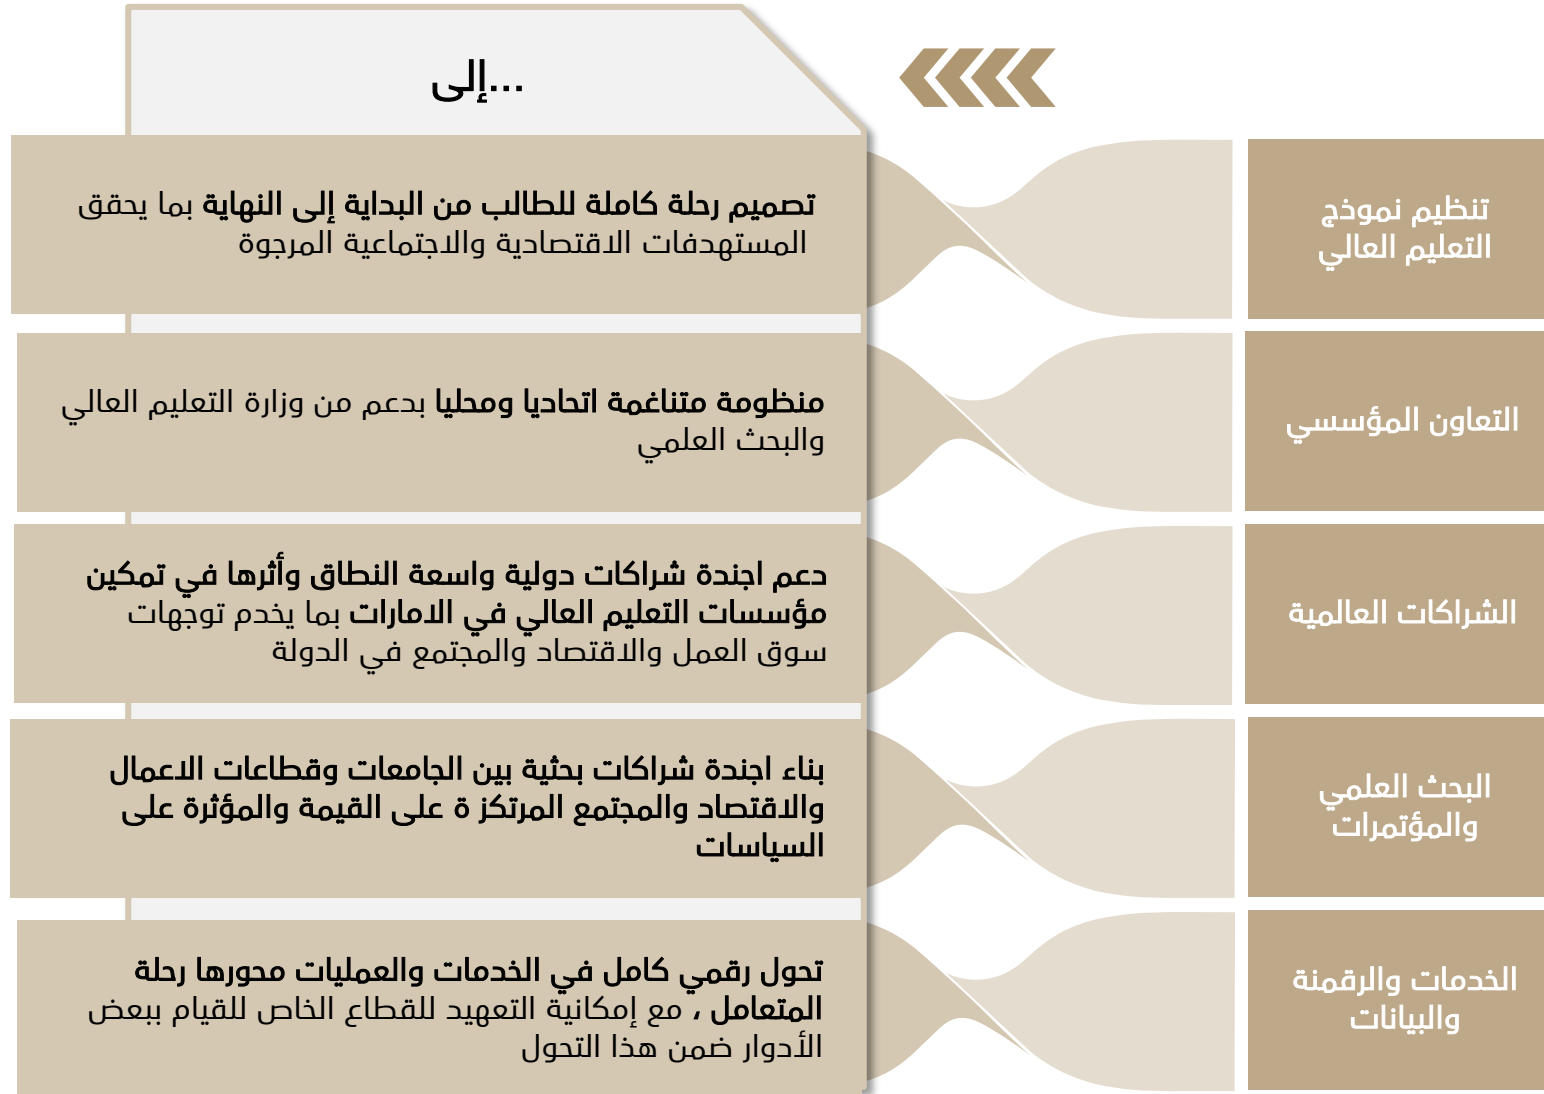 إلى...
تنظيم نموذج
التعليم العالي
تصميم رحلة كاملة للطالب من البداية إلى النهاية بما يحقق
المستهدفات الاقتصادية والاجتماعية المرجوة
التعاون المؤسسي
منظومة متناغمة اتحاديا ومحليا بدعم من وزارة التعليم العالي
والبحث العلمي
الشراكات العالمية
دعم اجندة شراكات دولية واسعة النطاق وأثرها في تمكين
مؤسسات التعليم العالي في الامارات بما يخدم توجهات
سوق العمل والاقتصاد والمجتمع في الدولة
البحث العلمي
والمؤتمرات
بناء اجندة شراكات بحثية بين الجامعات وقطاعات الاعمال
والاقتصاد والمجتمع المرتكز ة على القيمة والمؤثرة على
السياسات
الخدمات والرقمنة
والبيانات
تحول رقمي كامل في الخدمات والعمليات محورها رحلة
المتعامل ، مع إمكانية التعهيد للقطاع الخاص للقيام ببعض
الأدوار ضمن هذا التحول